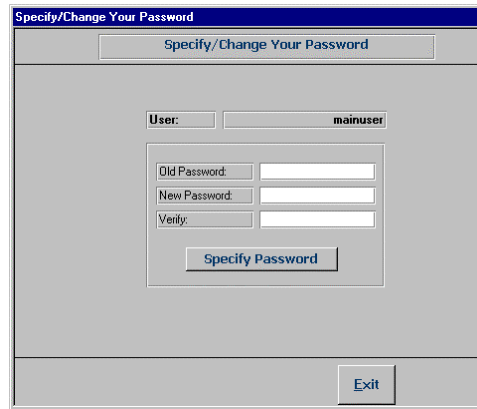 Specify/Change Your Password
Specify/Change Your Password
User: mainuser
Old Password:
New Password:
Verify:
Specify Password
Exit